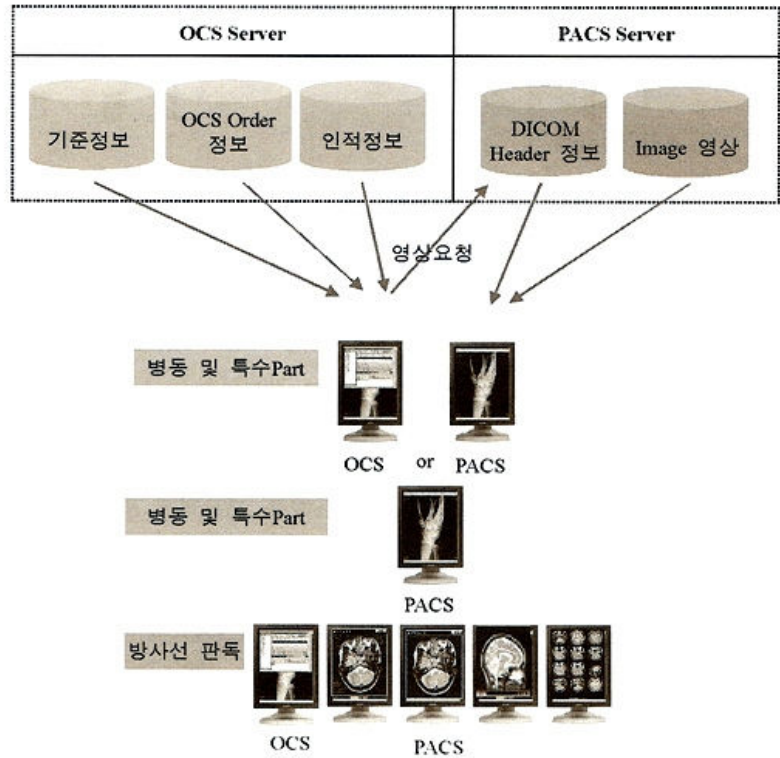 OCS Server
PACS Server
기준정보
OCS Order
정보
인적정보
DICOM
Header 정보
Image 영상
영상요청
병동 및 특수Part
OCS or PACS
병동 및 특수Part
PACS
방사선 판독
OCS
PACS